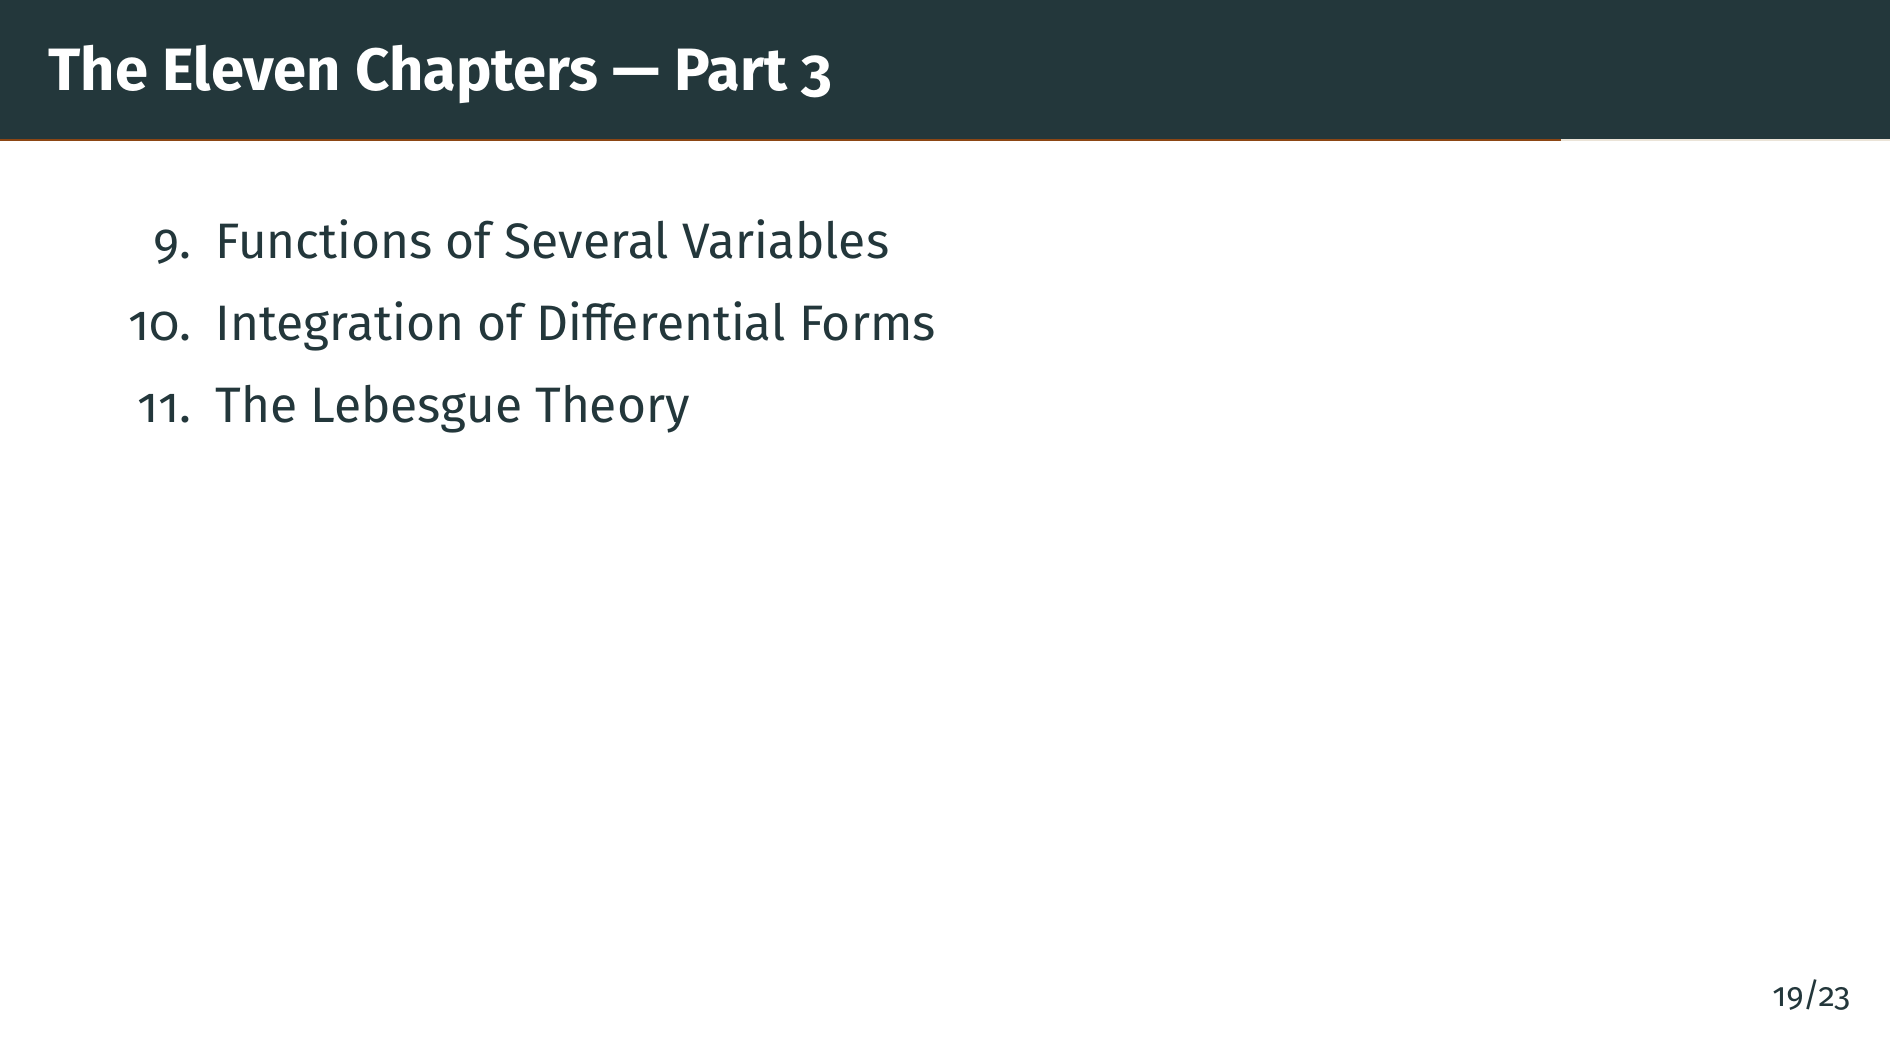 The Eleven Chapters — Part 3
9. Functions of Several Variables
10. Integration of Differential Forms
11. The Lebesgue Theory
19/23